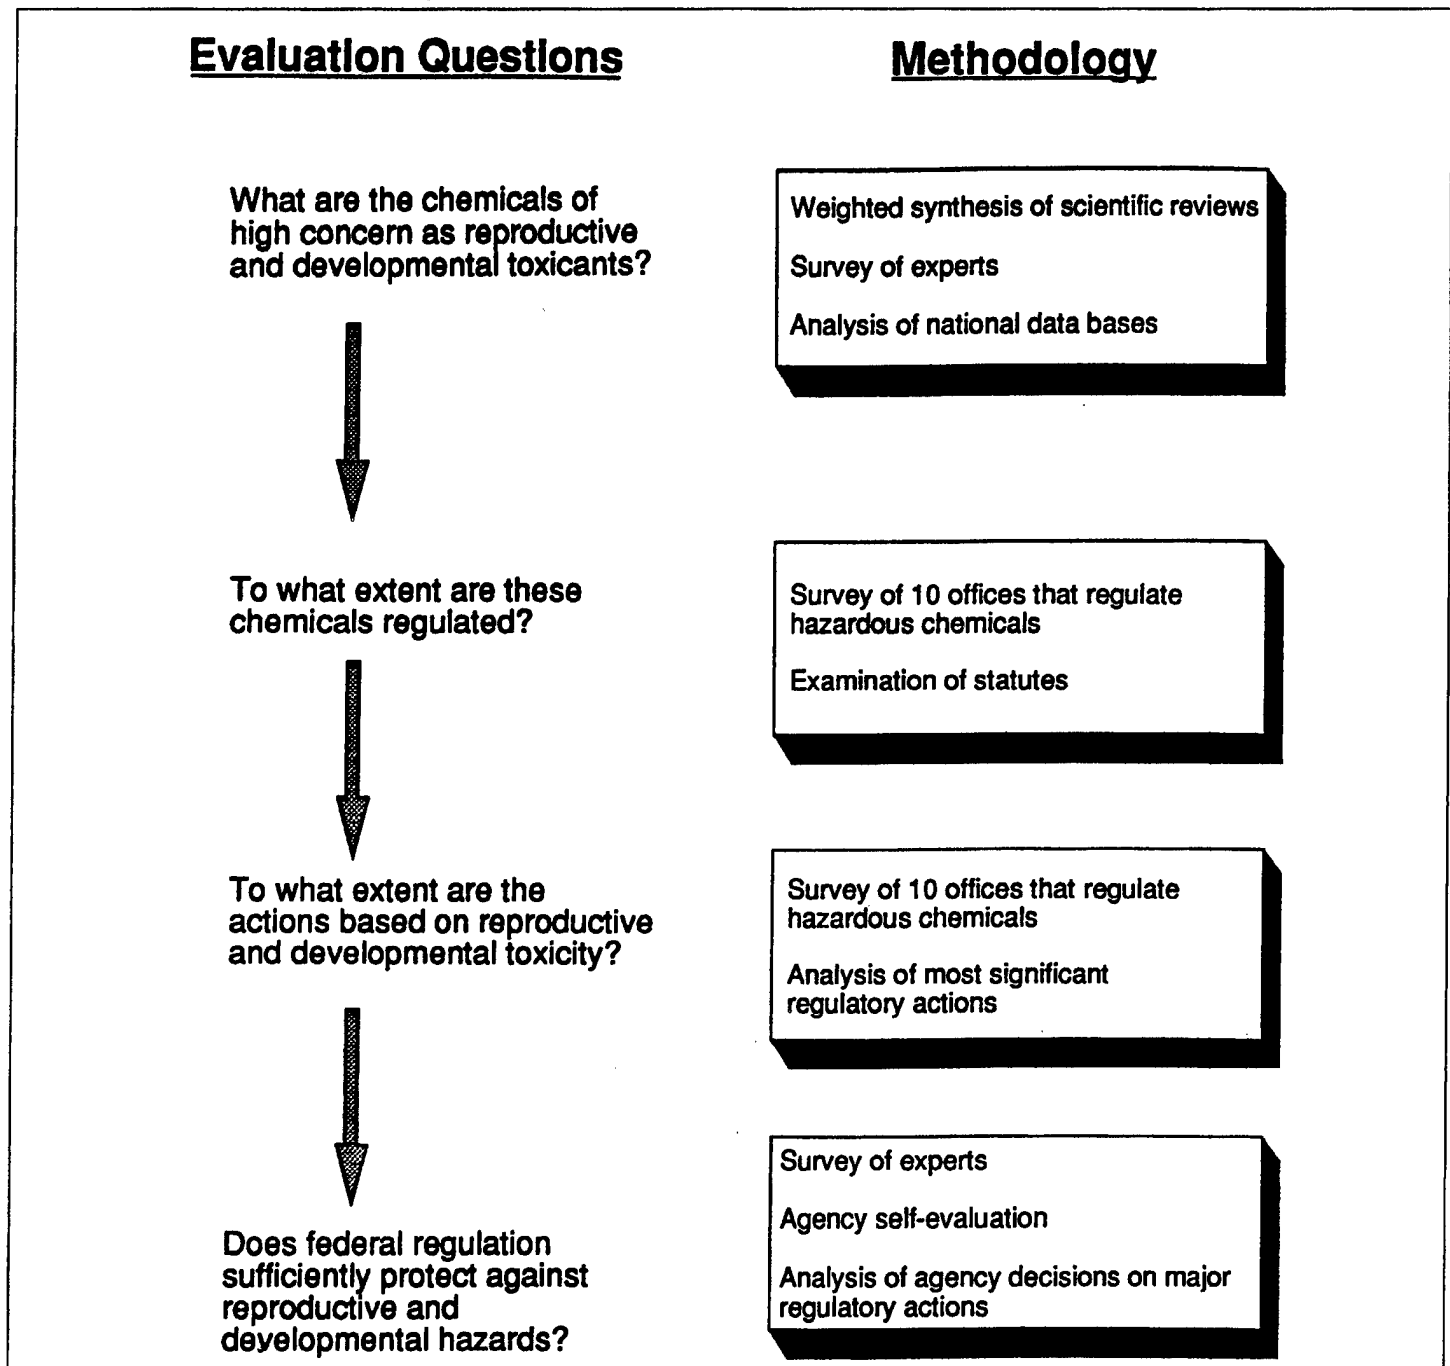 Evaluation Questions
Methodology
What are the chemicals of
high concern as reproductive
and developmental toxicants?
Weighted synthesis of scientific reviews
Survey of experts
Analysis of national data bases
To what extent are these
chemicals regulated?
Survey of 10 offices that regulate
hazardous chemicals
Examination of statutes
To what extent are the
actions based on reproductive
and developmental toxicity?
Survey of 10 offices that regulate
hazardous chemicals
Analysis of most significant
regulatory actions
Does federal regulation
sufficiently protect against
reproductive and
developmental hazards?
Survey of experts
Agency self-evaluation
Analysis of agency decisions on major
regulatory actions